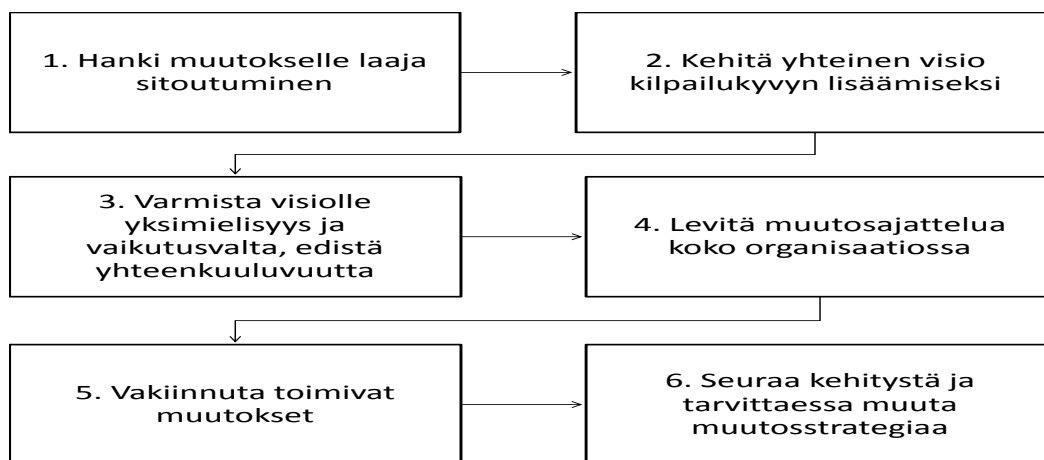 1. Hanki muutokselle laaja
sitoutuminen
2. Kehitä yhteinen visio
kilpailukyvyn lisäämiseksi
3. Varmista visiolle
yksimielisyys ja
vaikutusvalta, edistä
yhteenkuuluvuutta
4. Levitä muutosajattelua
koko organisaatiossa
5. Vakiinnuta toimivat
muutokset
6. Seuraa kehitystä ja
tarvittaessa muuta
muutosstrategiaa